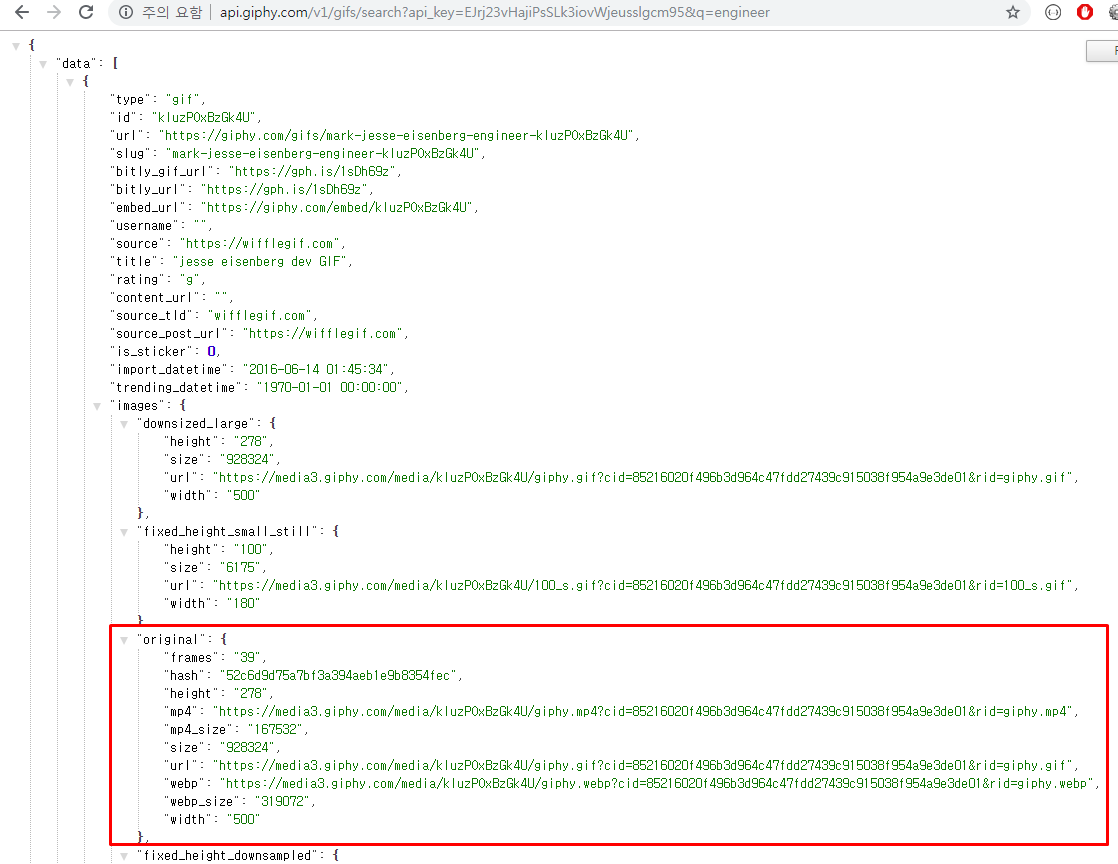 주의 요함 | api.giphy.com/v1/gifs/search?api_key=EJrj23vHajiPsSLk3iovWjeusslgcm95&q=engineer
{
"data": [
{
"type": "gif",
"id": "kluzP0xBzGk4U",
"url": "https://giphy.com/gifs/mark-jesse-eisenberg-engineer-kluzP0xBzGk4U",
"slug": "mark-jesse-eisenberg-engineer-kluzP0xBzGk4U",
"bitly_gif_url": "https://gph.is/1sDh69z",
"bitly_url": "https://gph.is/1sDh69z",
"embed_url": "https://giphy.com/embed/kluzP0xBzGk4U",
"username": "",
"source": "https://wifflegif.com",
"title": "jesse eisenberg dev GIF",
"rating": "g",
"content_url": "",
"source_tld": "wifflegif.com",
"source_post_url": "https://wifflegif.com",
"is_sticker": 0,
"import_datetime": "2016-06-14 01:45:34",
"trending_datetime": "1970-01-01 00:00:00",
"images": {
"downsized_large": {
"height": "278",
"size": "928324",
"url": "https://media3.giphy.com/media/kluzP0xBzGk4U/giphy.gif?cid=85216020f496b3d964c47fdd27439c915038f954a9e3de01&rid=giphy.gif",
"width": "500"
},
"fixed_height_small_still": {
"height": "100",
"size": "6175",
"url": "https://media3.giphy.com/media/kluzP0xBzGk4U/100_s.gif?cid=85216020f496b3d964c47fdd27439c915038f954a9e3de01&rid=100_s.gif",
"width": "180"
}
"original": {
"frames": "39",
"hash": "52c6d9d75a7bf3a394aeb1e9b8354fec",
"height": "278",
"mp4": "https://media3.giphy.com/media/kluzP0xBzGk4U/giphy.mp4?cid=85216020f496b3d964c47fdd27439c915038f954a9e3de01&rid=giphy.mp4",
"mp4_size": "167532",
"size": "928324",
"url": "https://media3.giphy.com/media/kluzP0xBzGk4U/giphy.gif?cid=85216020f496b3d964c47fdd27439c915038f954a9e3de01&rid=giphy.gif",
"webp": "https://media3.giphy.com/media/kluzP0xBzGk4U/giphy.webp?cid=85216020f496b3d964c47fdd27439c915038f954a9e3de01&rid=giphy.webp",
"webp_size": "319072",
"width": "500"
},
"fixed_height_downsampled": {